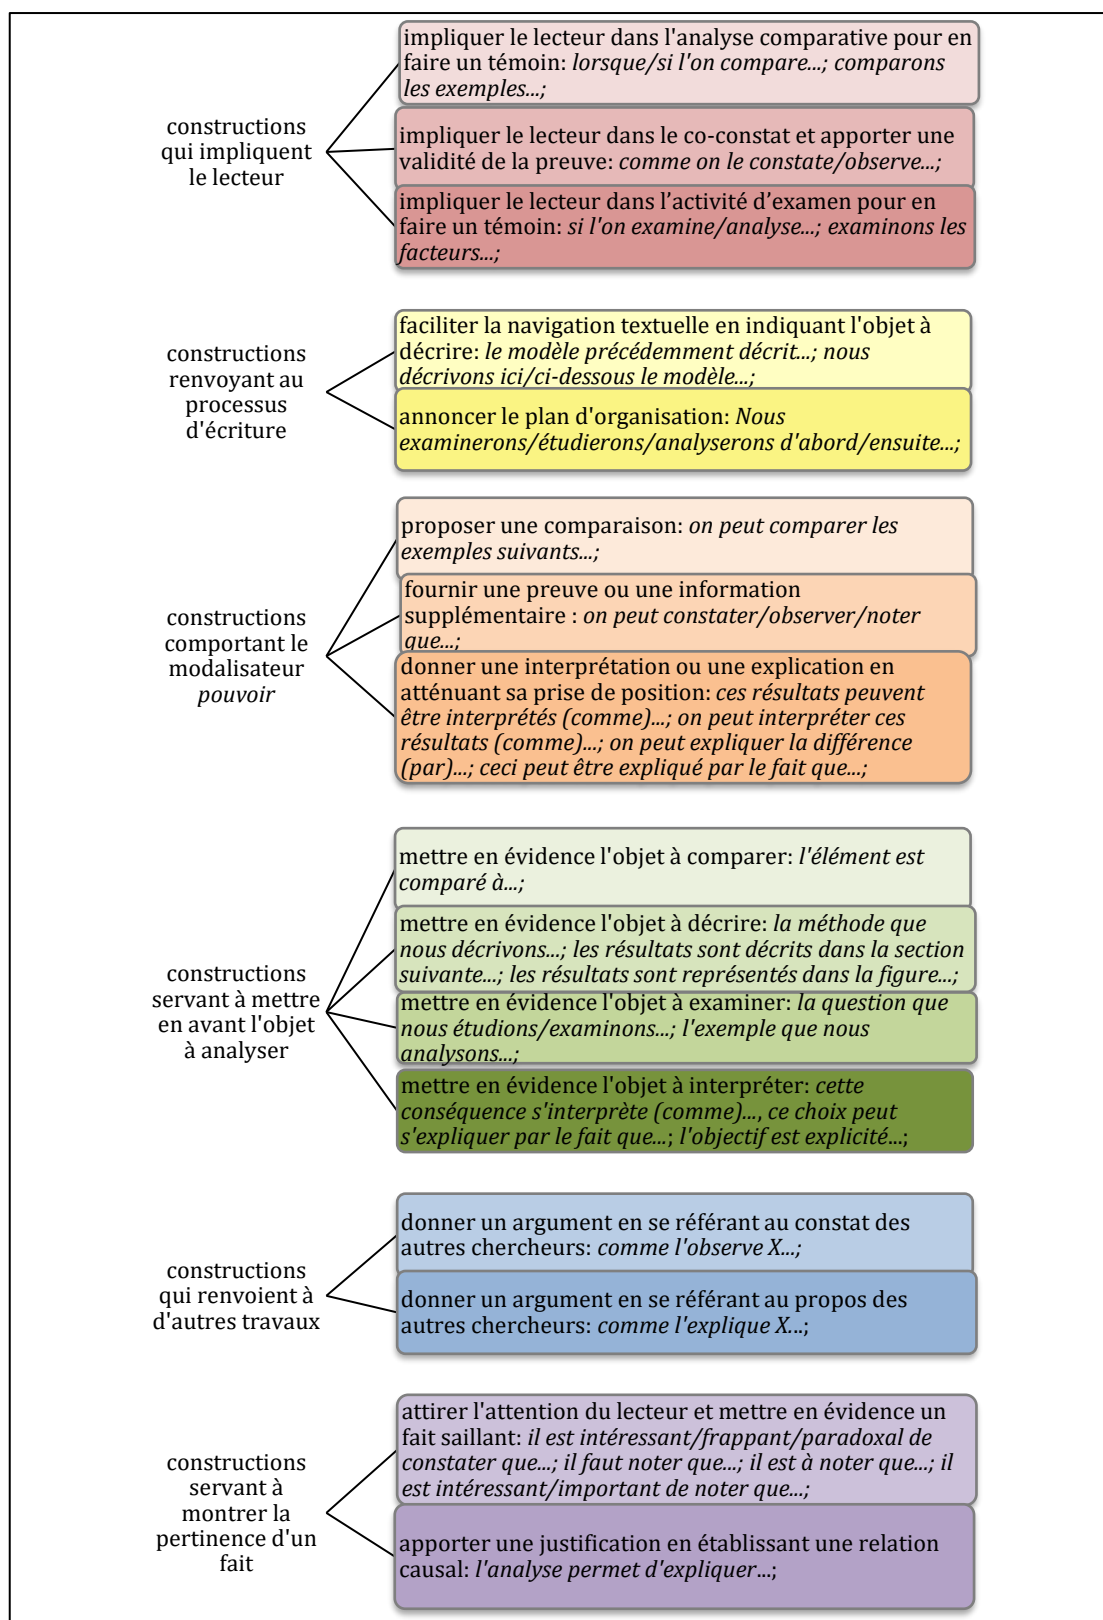 constructions
qui impliquent
le lecteur
impliquer le lecteur dans l'analyse comparative pour en
faire un témoin: lorsque/si l'on compare...; comparons
les exemples...;
impliquer le lecteur dans le co-constat et apporter une
validité de la preuve: comme on le constate/observe...;
impliquer le lecteur dans l’activité d’examen pour en
faire un témoin: si l'on examine/analyse...; examinons les
facteurs...;
constructions
renvoyant au
processus
d'écriture
faciliter la navigation textuelle en indiquant l'objet à
décrire: le modèle précédemment décrit...; nous
décrivons ici/ci-dessous le modèle...;
annoncer le plan d'organisation: Nous
examinerons/étudierons/analyserons d'abord/ensuite...;
constructions
comportant le
modalisateur
pouvoir
proposer une comparaison: on peut comparer les
exemples suivants...;
fournir une preuve ou une information
supplémentaire : on peut constater/observer/noter
que...;
donner une interprétation ou une explication en
atténuant sa prise de position: ces résultats peuvent
être interprétés (comme)...; on peut interpréter ces
résultats (comme)...; on peut expliquer la différence
(par)...; ceci peut être expliqué par le fait que...;
constructions
servant à mettre
en avant l'objet
à analyser
mettre en évidence l'objet à comparer: l'élément est
comparé à...;
mettre en évidence l'objet à décrire: la méthode que
nous décrivons...; les résultats sont décrits dans la section
suivante...; les résultats sont représentés dans la figure...;
mettre en évidence l'objet à examiner: la question que
nous étudions/examinons...; l'exemple que nous
analysons...;
mettre en évidence l'objet à interpréter: cette
conséquence s'interprète (comme)..., ce choix peut
s'expliquer par le fait que...; l'objectif est explicité...;
constructions
qui renvoient à
d'autres travaux
donner un argument en se référant au constat des
autres chercheurs: comme l'observe X...;
donner un argument en se référant au propos des
autres chercheurs: comme l'explique X...;
constructions
servant à
montrer la
pertinence d'un
fait
attirer l'attention du lecteur et mettre en évidence un
fait saillant: il est intéressant/frappant/paradoxal de
constater que...; il faut noter que...; il est à noter que...; il
est intéressant/important de noter que...;
apporter une justification en établissant une relation
causal: l'analyse permet d'expliquer...;